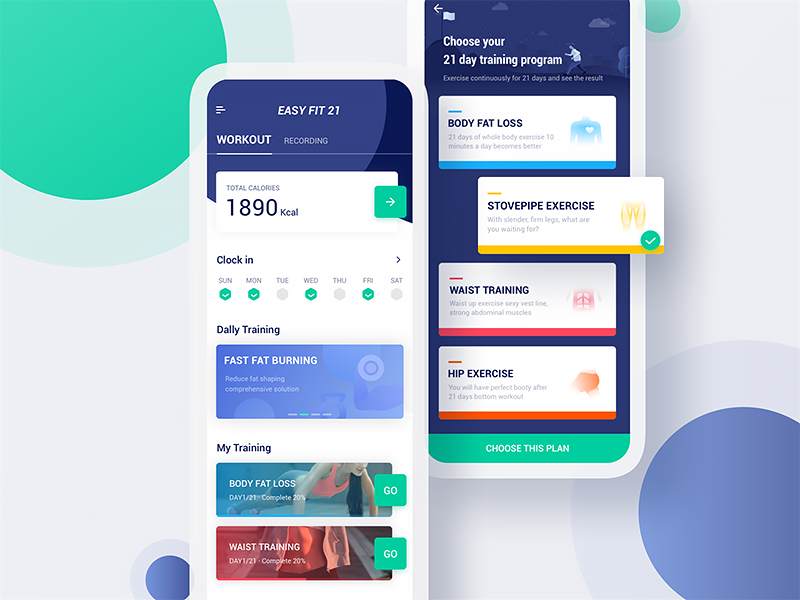 EASY FIT 21
WORKOUT RECORDING
TOTAL CALORIES
1890 Kcal
Clock in
SUN MON TUE WED THU FRI SAT
Dally Training
FAST FAT BURNING
Reduce fat shaping
comprehensive solution
My Training
BODY FAT LOSS
DAY1/21 · Complete 20%
GO
WAIST TRAINING
DAY1/21 · Complete 20%
GO
Choose your
21 day training program
Exercise continuously for 21 days and see the result
BODY FAT LOSS
21 days of whole body exercise 10
minutes a day becomes better
STOVEPIPE EXERCISE
With slender, firm legs, what are
you waiting for?
WAIST TRAINING
Waist up exercise sexy vest line,
strong abdominal muscles
HIP EXERCISE
You will have perfect booty after
21 days bottom workout
CHOOSE THIS PLAN